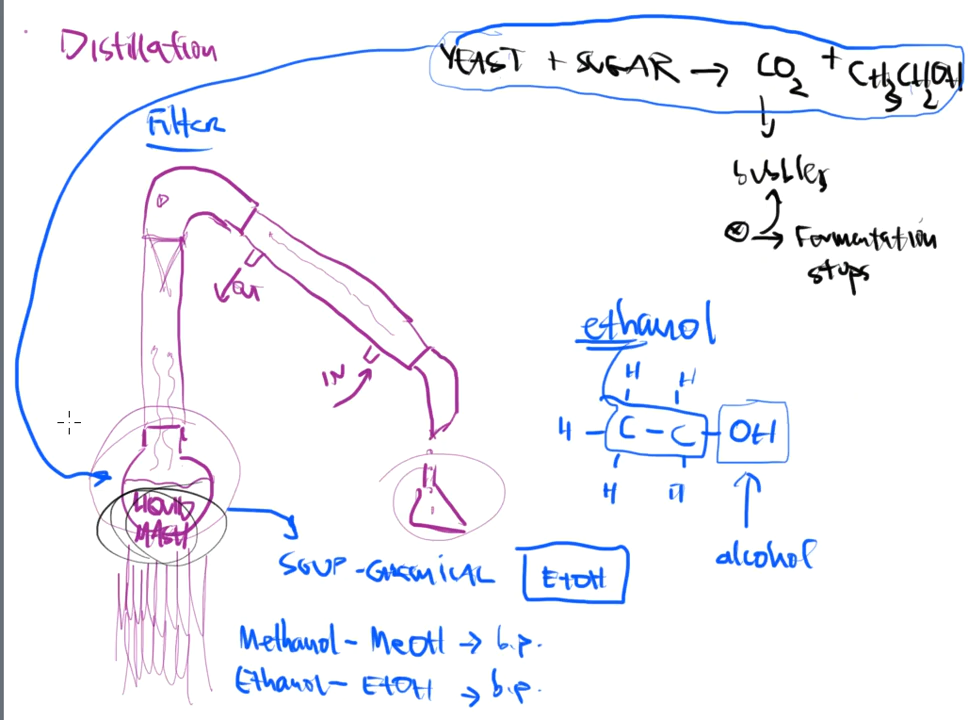 Distillation
YEAST + SUGAR → CO2 + CH3CH2OH
Filter
bubbles
→ Fermentation
stops
OUT
IN
ethanol
H H
H - C - C - OH
H H
alcohol
LIQUID
MASH
SOUP - CHEMICAL EtOH
Methanol - MeOH → b.p.
Ethanol - EtOH → b.p.